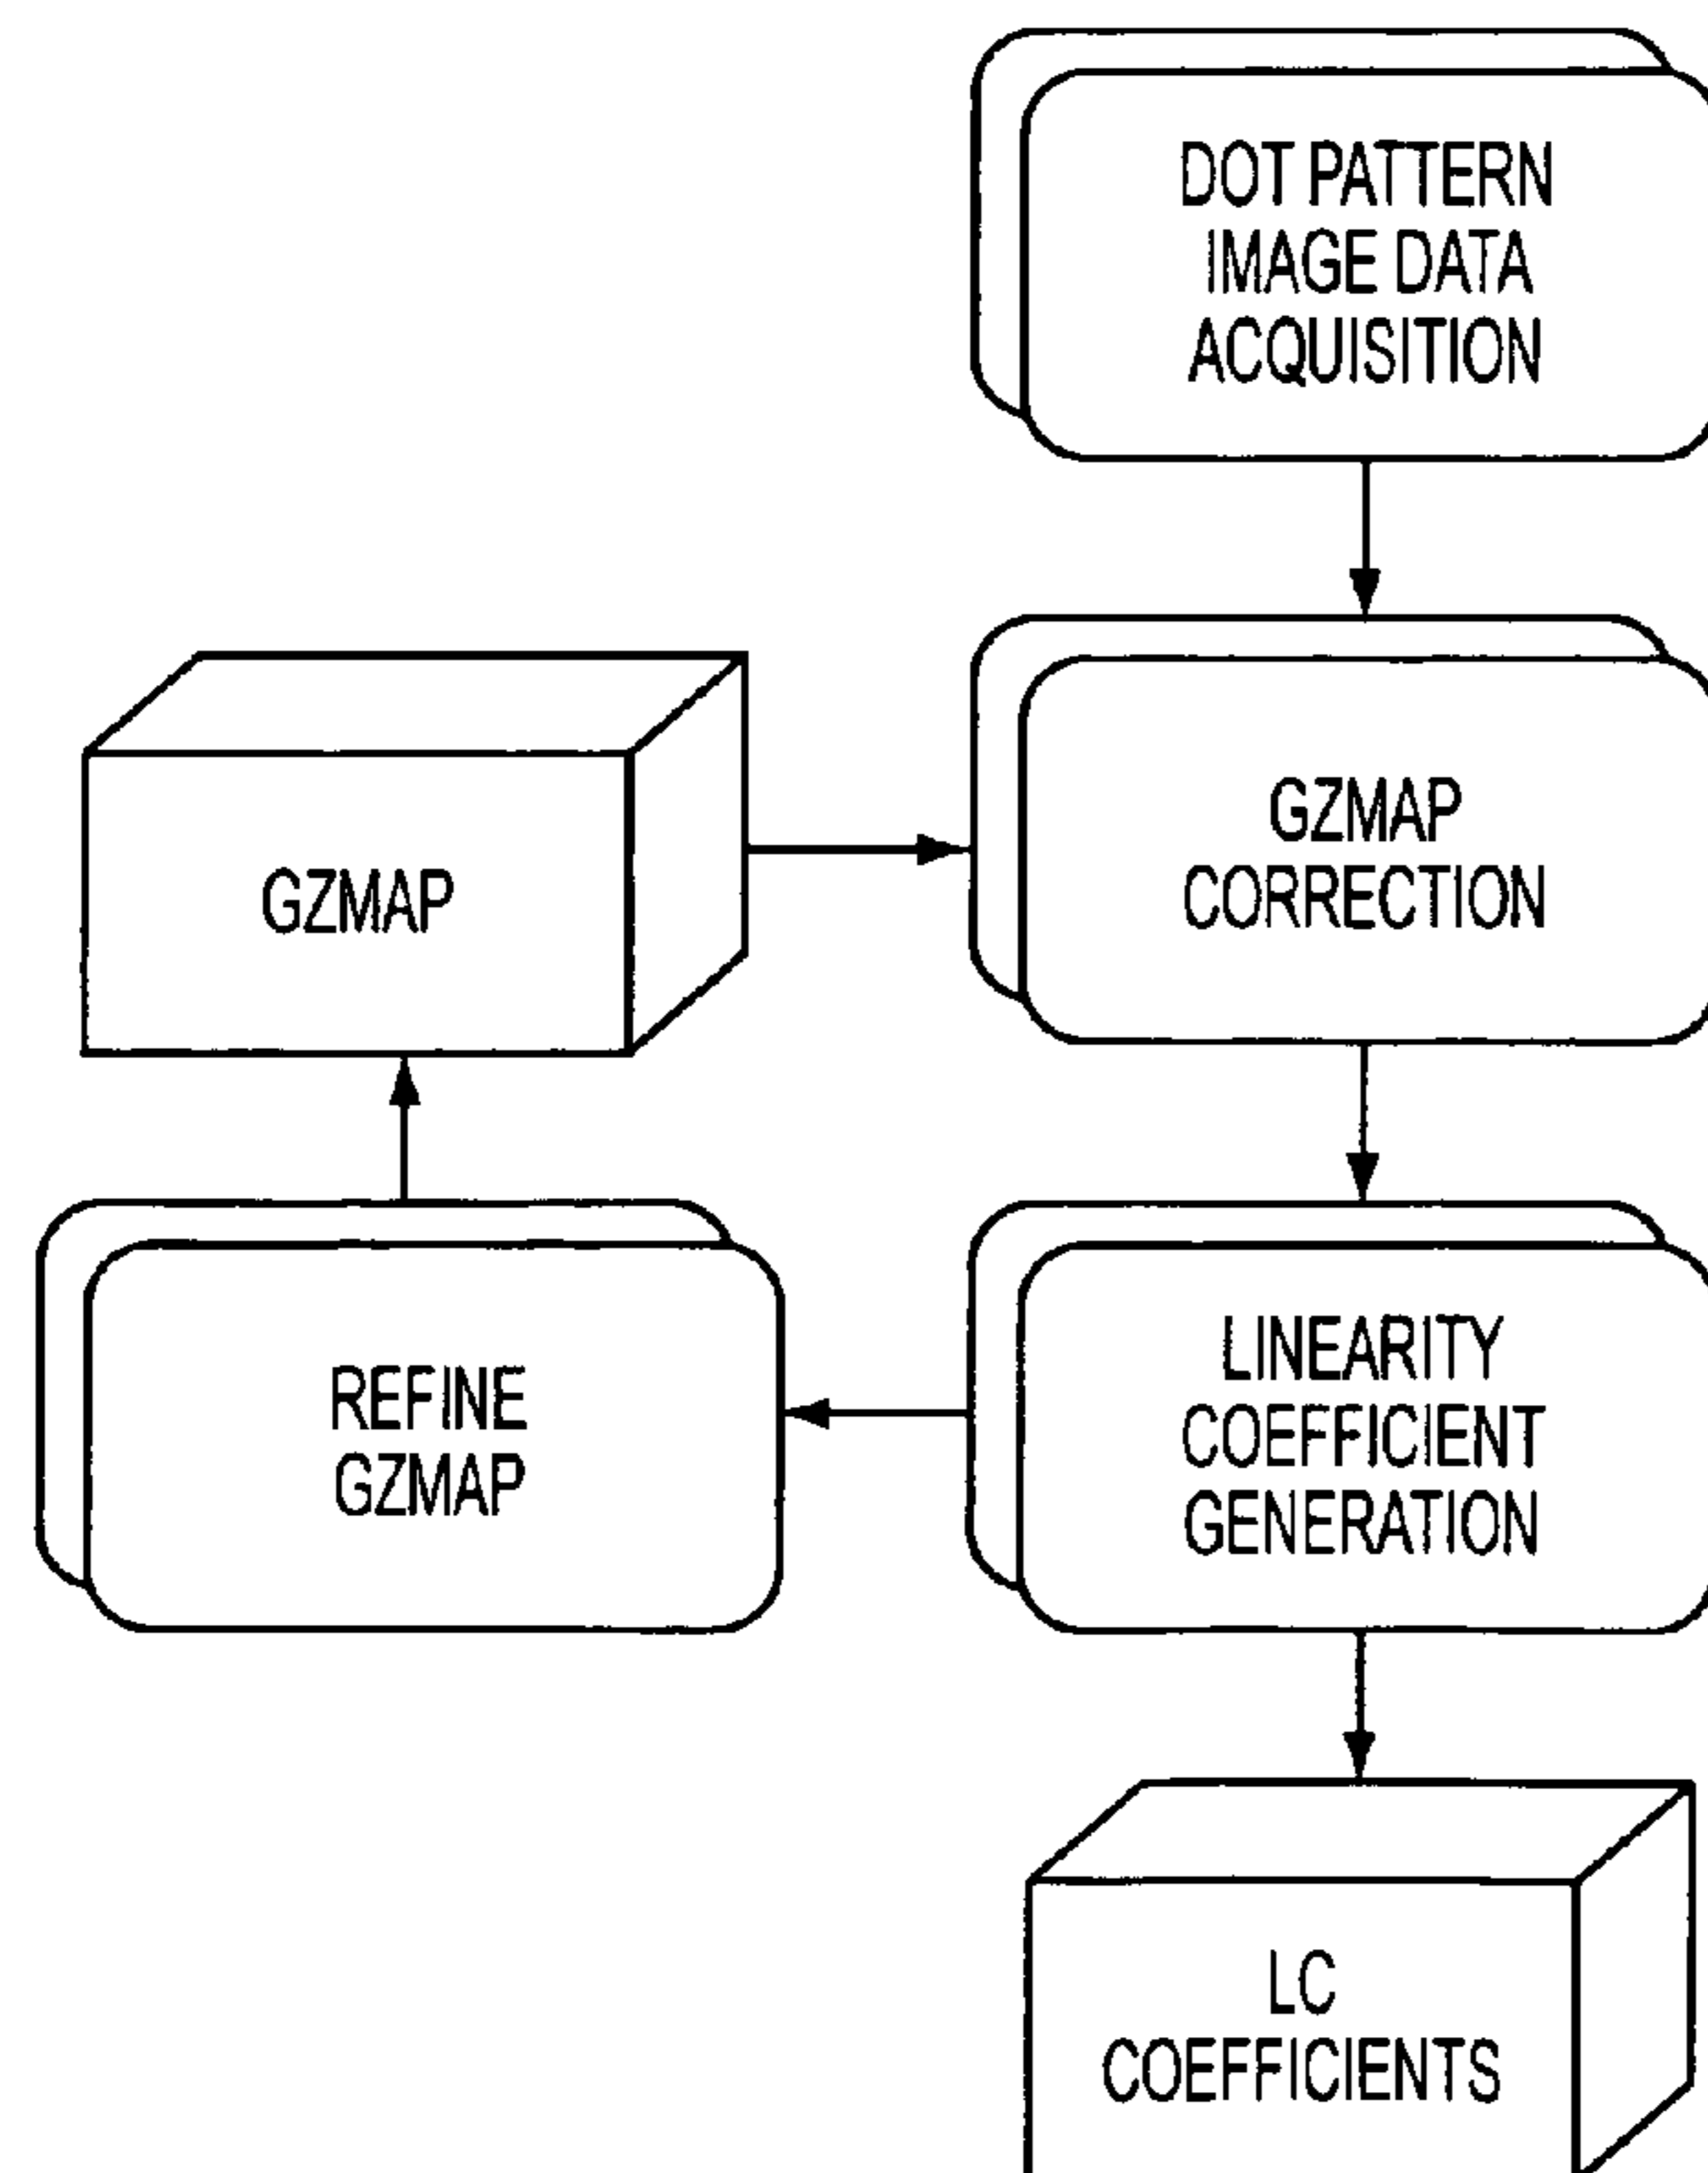 DOT PATTERN
IMAGE DATA
ACQUISITION
GZMAP
CORRECTION
GZMAP
LINEARITY
COEFFICIENT
GENERATION
REFINE
GZMAP
LC
COEFFICIENTS